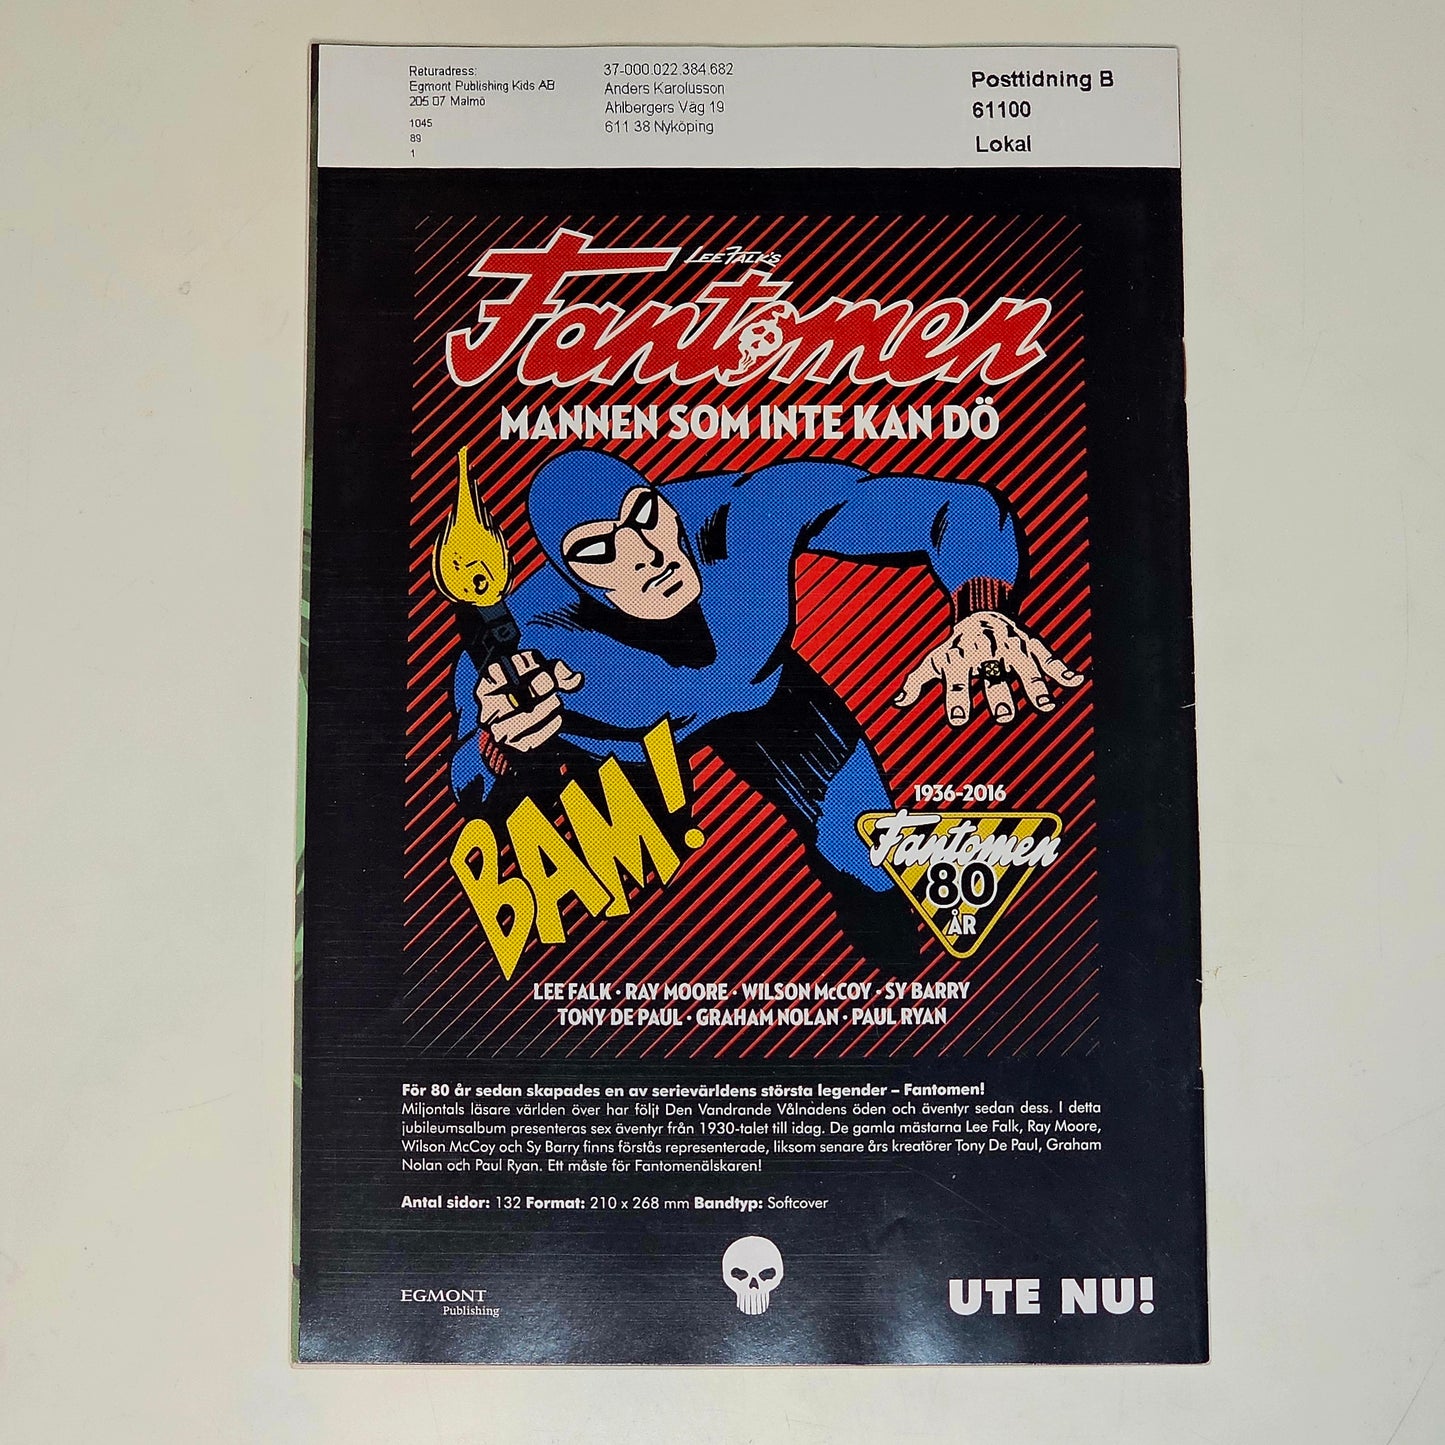 Returadress:
Egmont Publishing Kids AB
205 07 Malmö
1045
89
1
37-000.022.384.682
Anders Karolusson
Ahlbergers Väg 19
611 38 Nyköping
Posttidning B
61100
Lokal
LEE FALK'S
Fantomen
MANNEN SOM INTE KAN DÖ
BAM!
1936-2016
Fantomen
80
ÅR
LEE FALK · RAY MOORE · WILSON McCOY · SY BARRY
TONY DE PAUL · GRAHAM NOLAN · PAUL RYAN
För 80 år sedan skapades en av serievärldens största legender – Fantomen!
Miljontals läsare världen över har följt Den Vandrande Vålnadens öden och äventyr sedan dess. I detta
jubileumsalbum presenteras sex äventyr från 1930-talet till idag. De gamla mästarna Lee Falk, Ray Moore,
Wilson McCoy och Sy Barry finns förstås representerade, liksom senare års kreatörer Tony De Paul, Graham
Nolan och Paul Ryan. Ett måste för Fantomenälskaren!
Antal sidor: 132 Format: 210 x 268 mm Bandtyp: Softcover
EGMONT
Publishing
UTE NU!